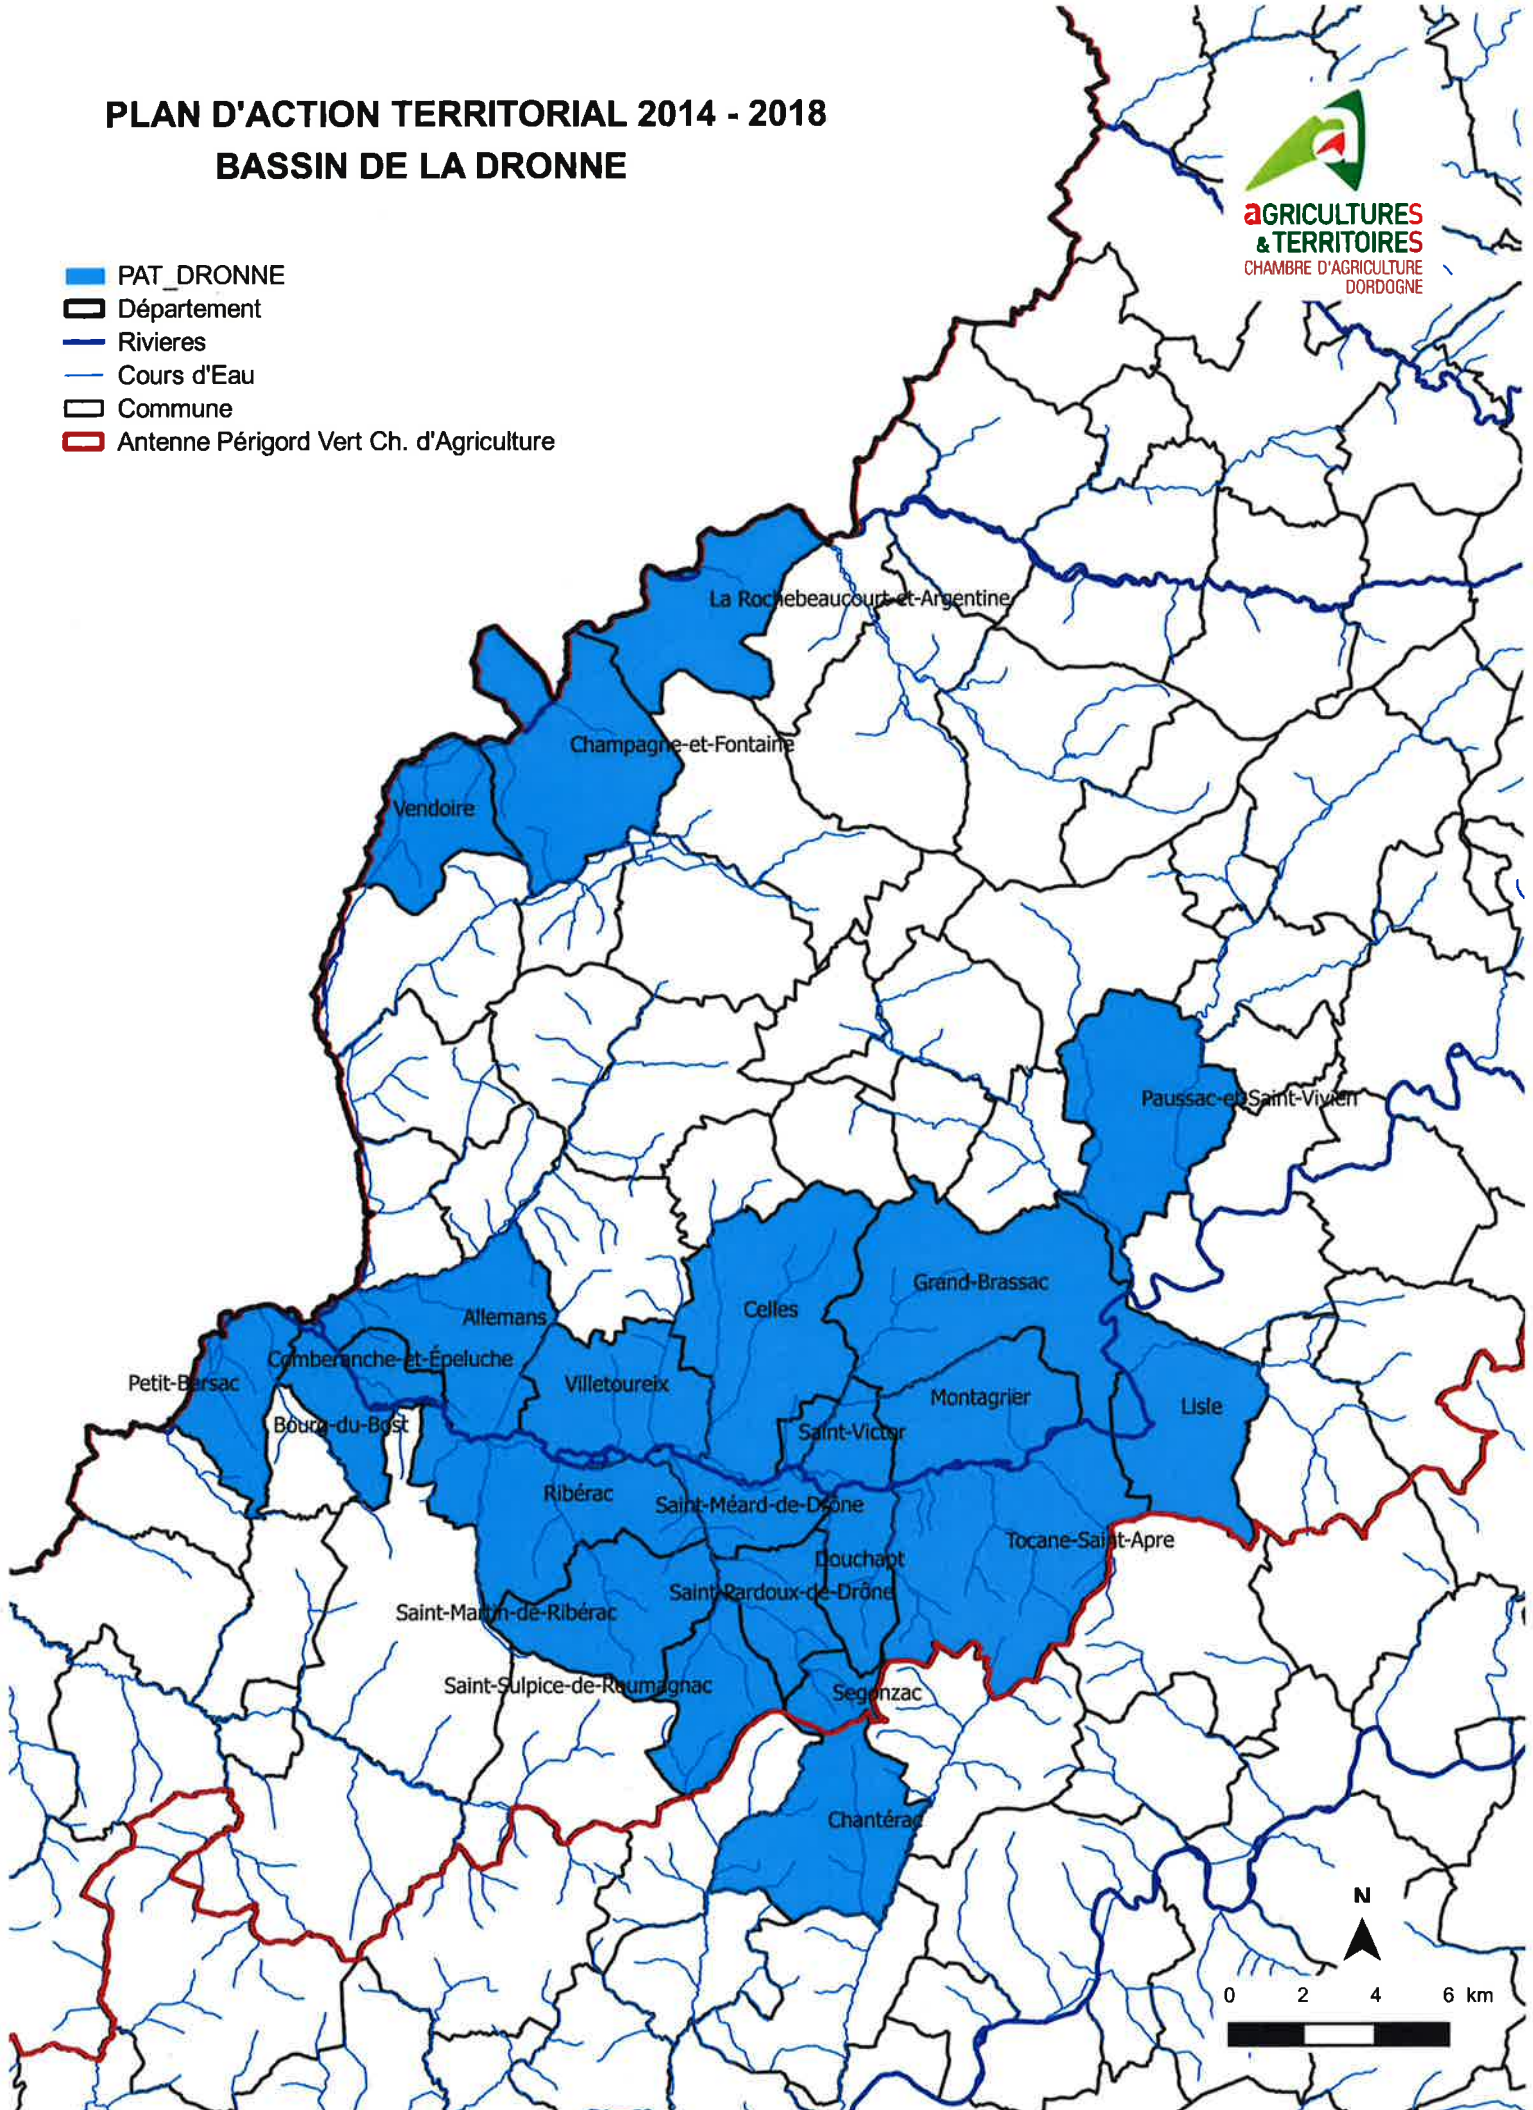 PLAN D'ACTION TERRITORIAL 2014 - 2018
BASSIN DE LA DRONNE
aGRICULTURES
& TERRITOIRES
CHAMBRE D'AGRICULTURE
DORDOGNE
PAT_DRONNE
Département
Rivieres
Cours d'Eau
Commune
Antenne Périgord Vert Ch. d'Agriculture
La Rochebeaucourt-et-Argentine
Champagne-et-Fontaine
Vendoire
Paussac-et-Saint-Vivien
Grand-Brassac
Celles
Allemans
Comberanche-et-Épeluche
Petit-Bersac
Villetoureix
Montagrier
Lisle
Bourg-du-Bost
Saint-Victor
Ribérac
Saint-Méard-de-Drône
Tocane-Saint-Apre
Douchapt
Saint-Pardoux-de-Drône
Saint-Martin-de-Ribérac
Saint-Sulpice-de-Roumagnac
Segonzac
Chantérac
N
0 2 4 6 km